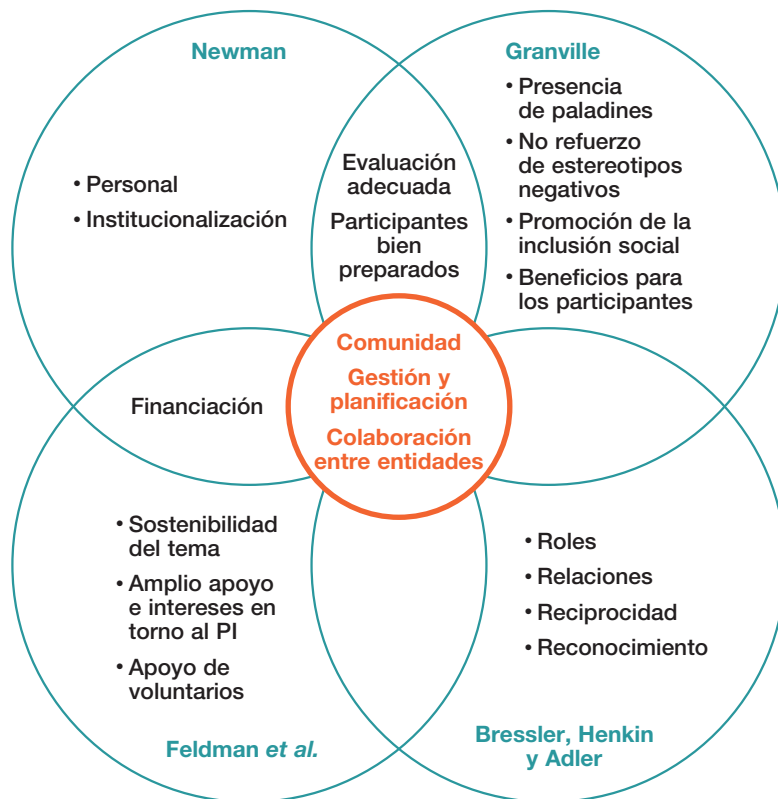 Newman
• Personal
• Institucionalización
Evaluación
adecuada
Participantes
bien
preparados
Granville
• Presencia
de paladines
• No refuerzo
de estereotipos
negativos
• Promoción de la
inclusión social
• Beneficios para
los participantes
Comunidad
Gestión y
planificación
Colaboración
entre entidades
Financiación
• Sostenibilidad
del tema
• Amplio apoyo
e intereses en
torno al PI
• Apoyo de
voluntarios
Feldman et al.
• Roles
• Relaciones
• Reciprocidad
• Reconocimiento
Bressler, Henkin
y Adler